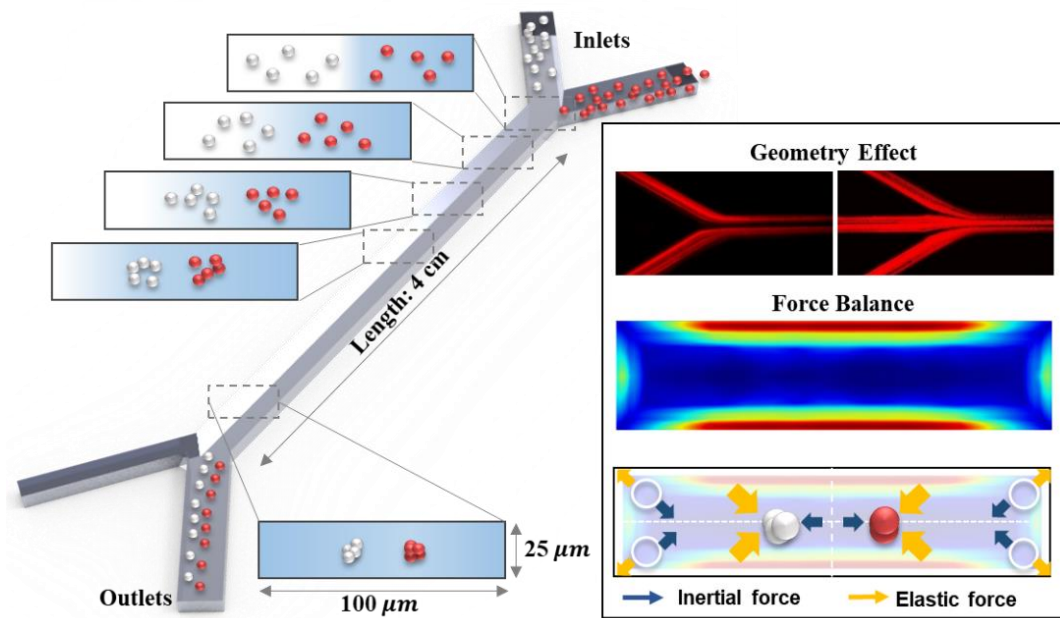 Inlets
Geometry Effect
Length: 4 cm
Force Balance
25 μm
Outlets
100 μm
Inertial force
Elastic force